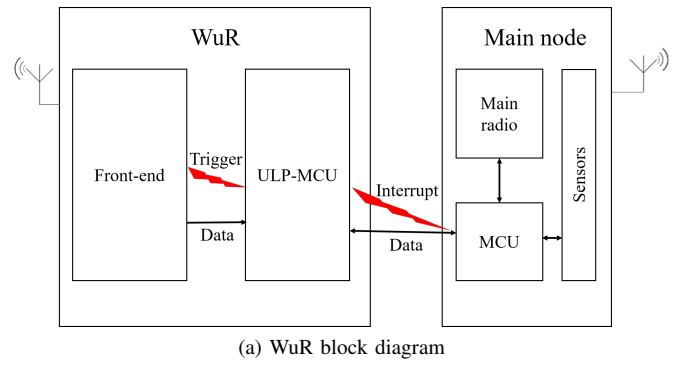 WuR
Main node
Front-end
Trigger
Data
ULP-MCU
Interrupt
Data
Main
radio
MCU
Sensors
(a) WuR block diagram